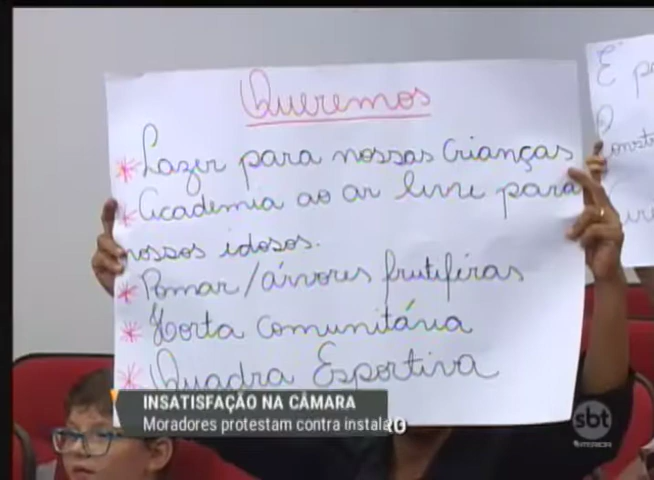 Queremos
* Lazer para nossas Crianças
* Academia ao ar livre para
nossos idosos.
* Pomar/árvores frutiféras
* Horta Comunitária
* Quadra Esportiva
É
INSATISFAÇÃO NA CÂMARA
Moradores protestam contra instala
sbt